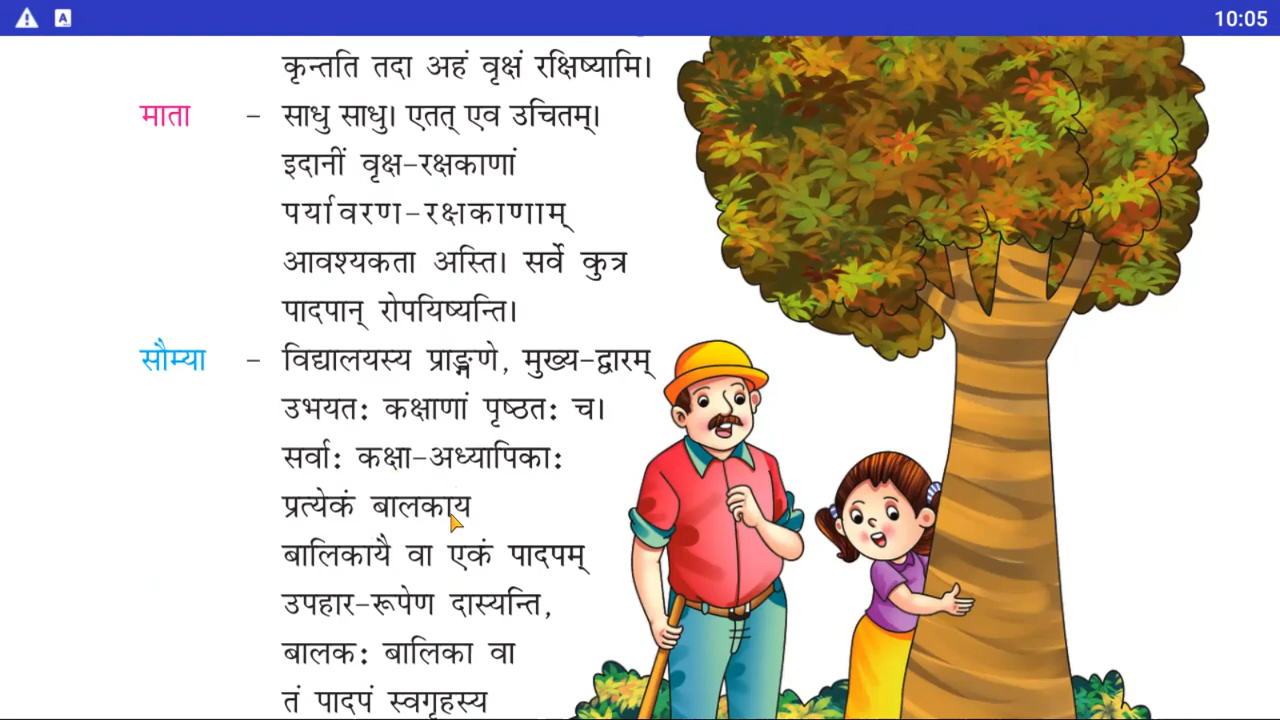 10:05
कृन्तति तदा अहं वृक्षं रक्षिष्यामि।
माता – साधु साधु। एतत् एव उचितम्।
इदानीं वृक्ष-रक्षकाणां
पर्यावरण-रक्षकाणाम्
आवश्यकता अस्ति। सर्वे कुत्र
पादपान् रोपयिष्यन्ति।
सौम्या – विद्यालयस्य प्राङ्गणे, मुख्य-द्वारम्
उभयतः कक्षाणां पृष्ठतः च।
सर्वाः कक्षा-अध्यापिकाः
प्रत्येकं बालकाय
बालिकायै वा एकं पादपम्
उपहार-रूपेण दास्यन्ति,
बालकः बालिका वा
तं पादपं स्वगृहस्य